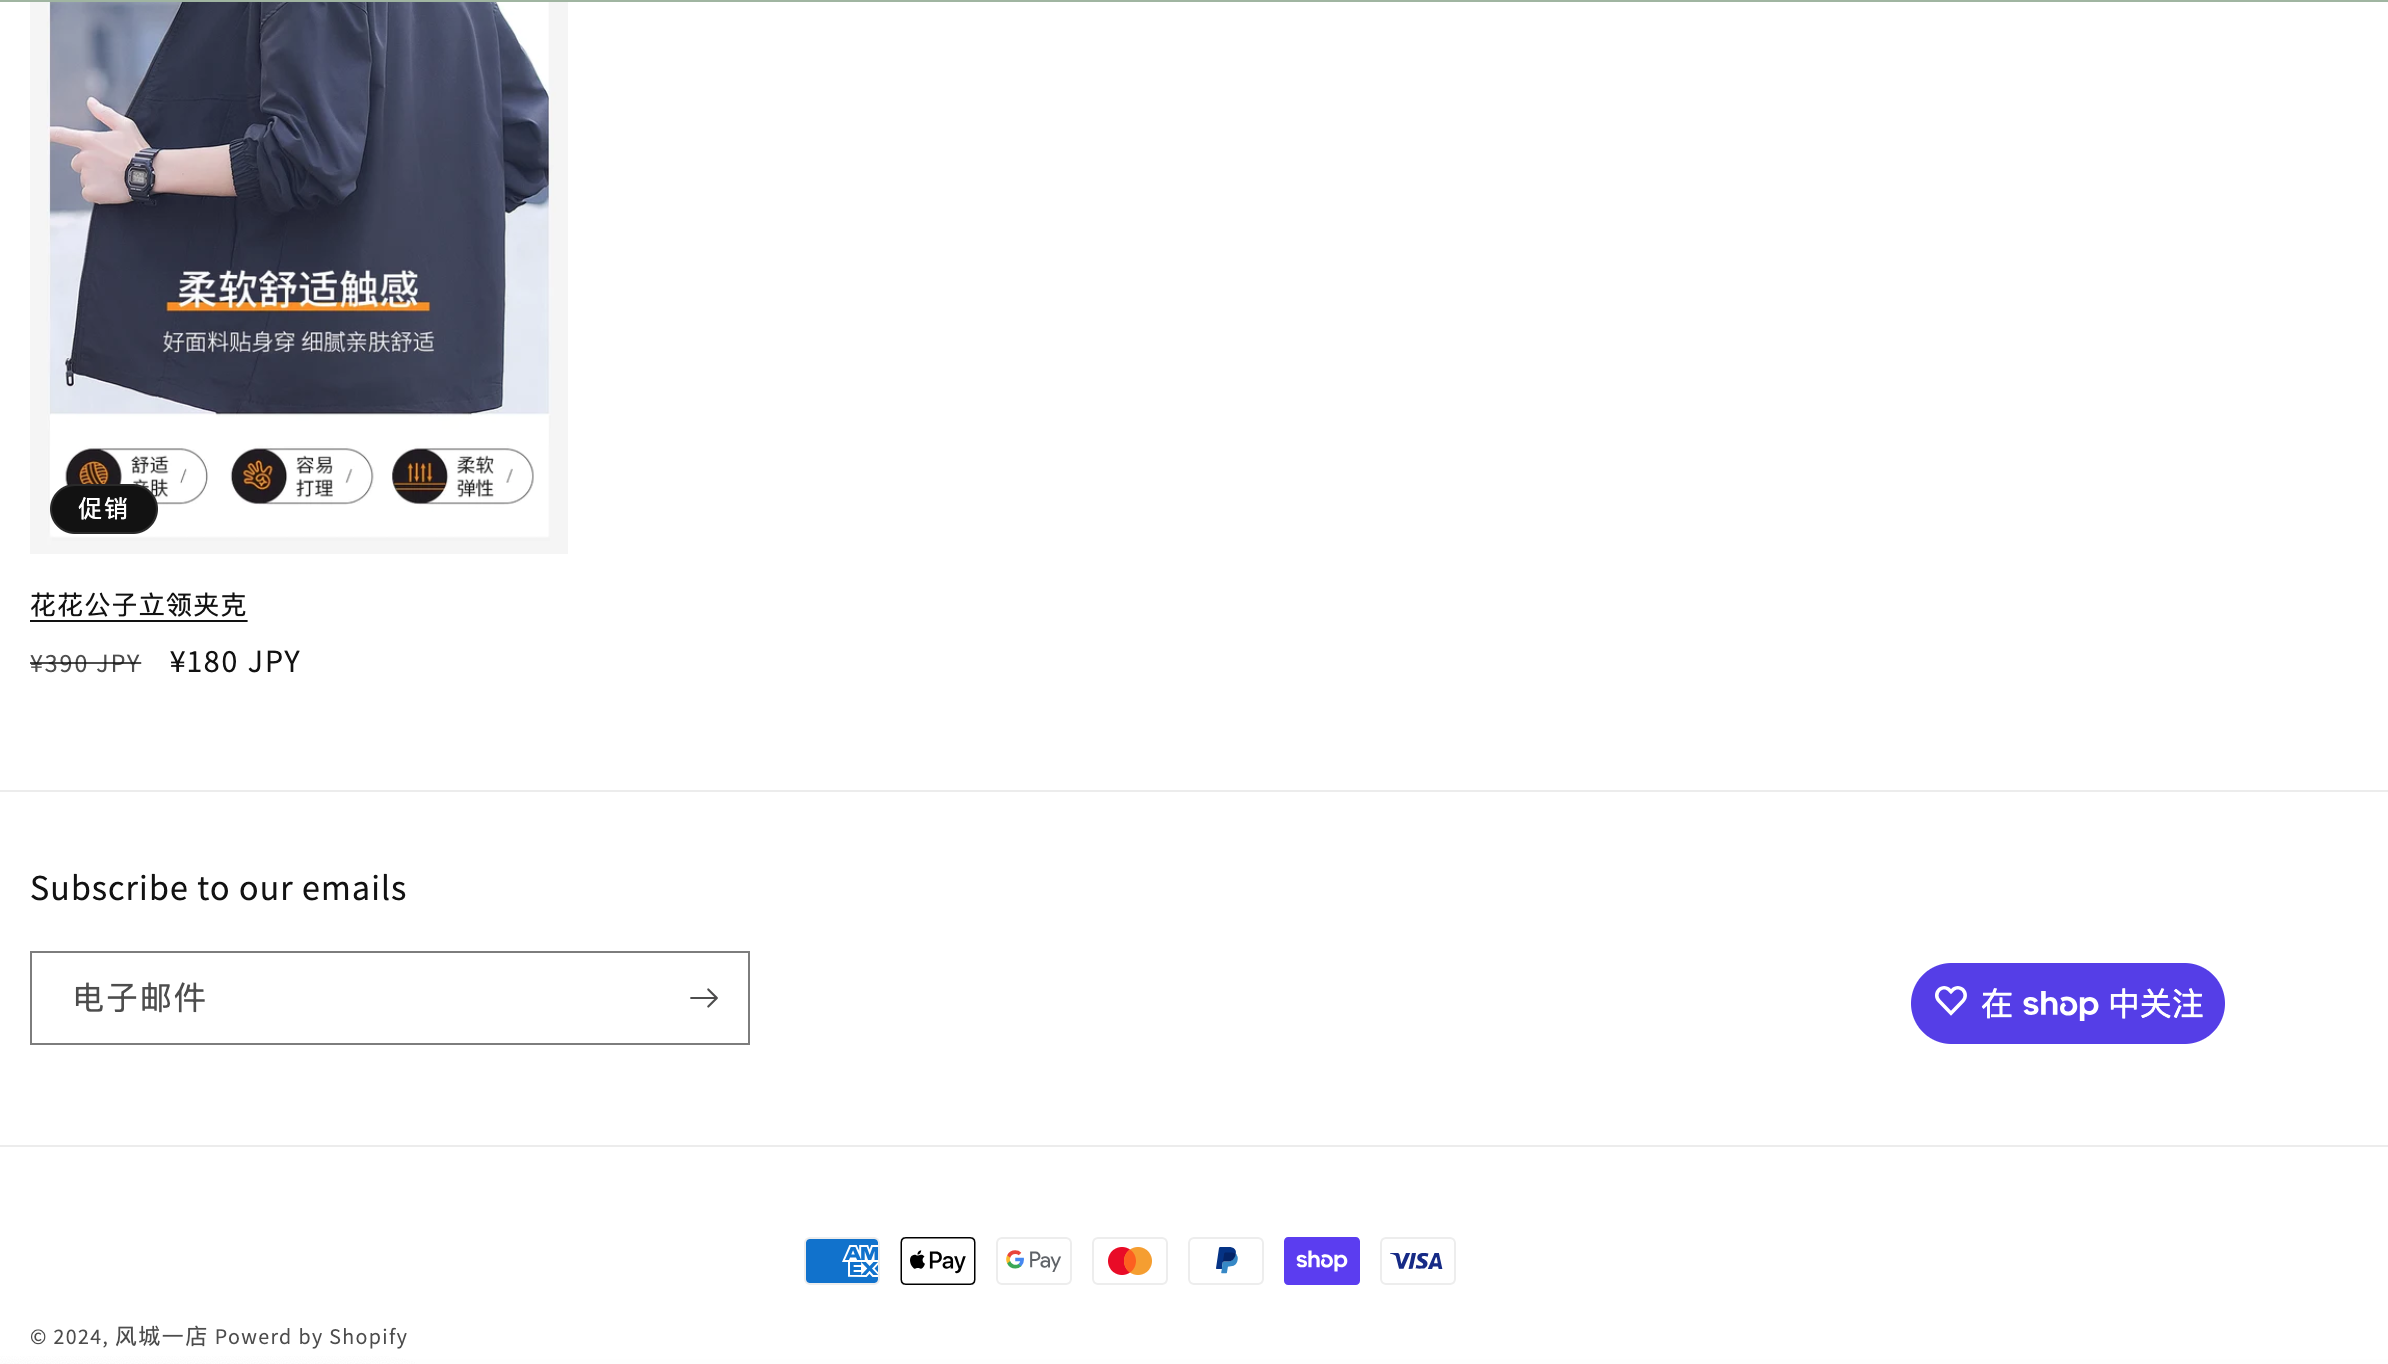 柔软舒适触感
好面料贴身穿 细腻亲肤舒适
舒适
亲肤 /
容易
打理 /
柔软
弹性 /
促销
花花公子立领夹克
¥390 JPY ¥180 JPY
Subscribe to our emails
电子邮件
在 shop 中关注
AM
EX
Pay
G Pay
shop
VISA
© 2024, 风城一店 Powerd by Shopify